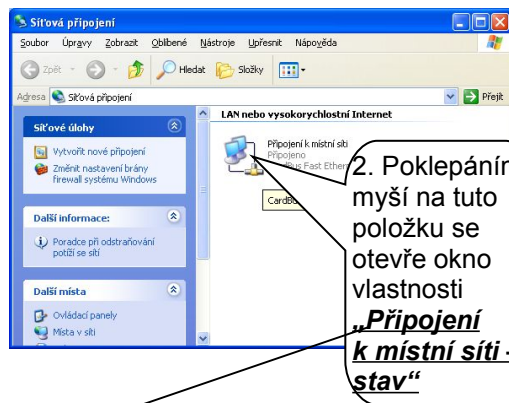 Síťová připojení
Soubor Úpravy Zobrazit Oblíbené Nástroje Upřesnit Nápověda
Zpět Hledat Složky
Adresa Síťová připojení Přejít
LAN nebo vysokorychlostní Internet
Síťové úlohy
Vytvořit nové připojení
Změnit nastavení brány
firewall systému Windows
Další informace:
Poradce při odstraňování
potíží se sítí
Další místa
Ovládací panely
Místa v síti
Připojení k místní síti
Připojeno
CardBus Fast Ethern
CardBu
2. Poklepáním
myší na tuto
položku se
otevře okno
vlastnosti
„Připojení
k místní síti -
stav“